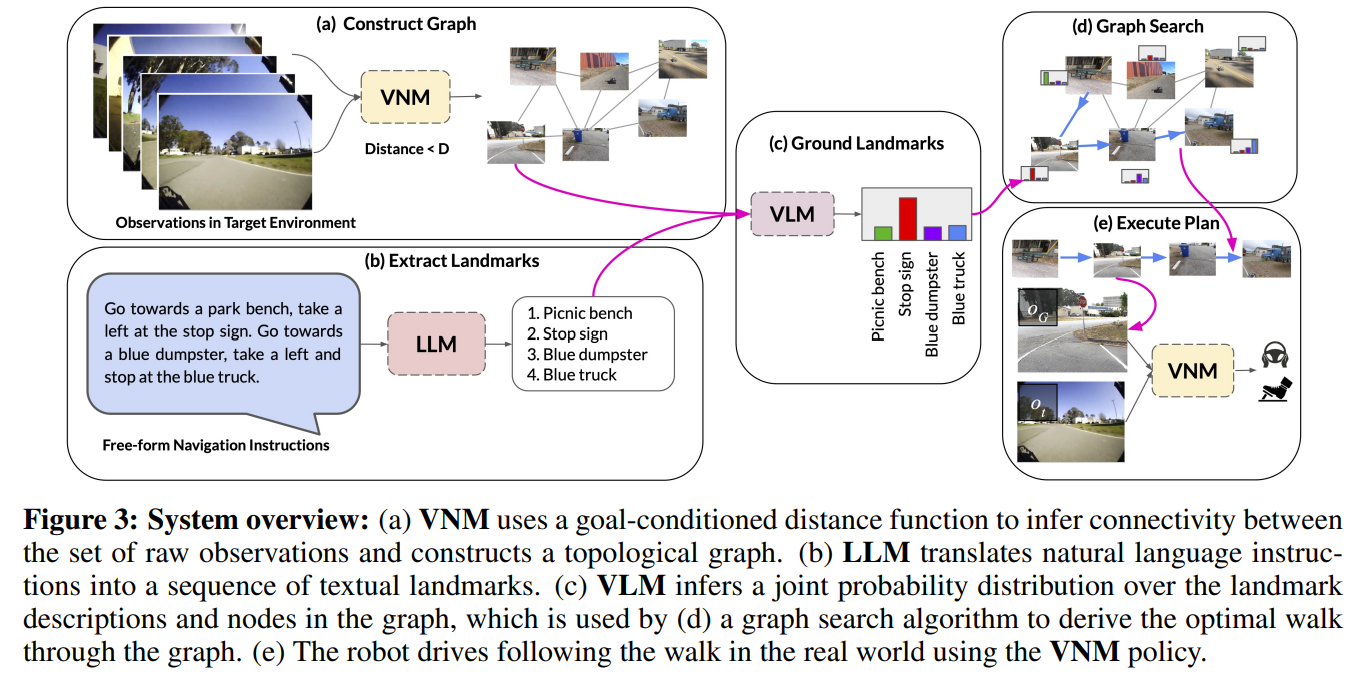 (a) Construct Graph
VNM
Distance < D
Observations in Target Environment
(b) Extract Landmarks
Go towards a park bench, take a
left at the stop sign. Go towards
a blue dumpster, take a left and
stop at the blue truck.
Free-form Navigation Instructions
LLM
1. Picnic bench
2. Stop sign
3. Blue dumpster
4. Blue truck
(c) Ground Landmarks
VLM
Picnic bench
Stop sign
Blue dumpster
Blue truck
(d) Graph Search
(e) Execute Plan
oG
ot
VNM
Figure 3: System overview: (a) VNM uses a goal-conditioned distance function to infer connectivity between
the set of raw observations and constructs a topological graph. (b) LLM translates natural language instruc-
tions into a sequence of textual landmarks. (c) VLM infers a joint probability distribution over the landmark
descriptions and nodes in the graph, which is used by (d) a graph search algorithm to derive the optimal walk
through the graph. (e) The robot drives following the walk in the real world using the VNM policy.